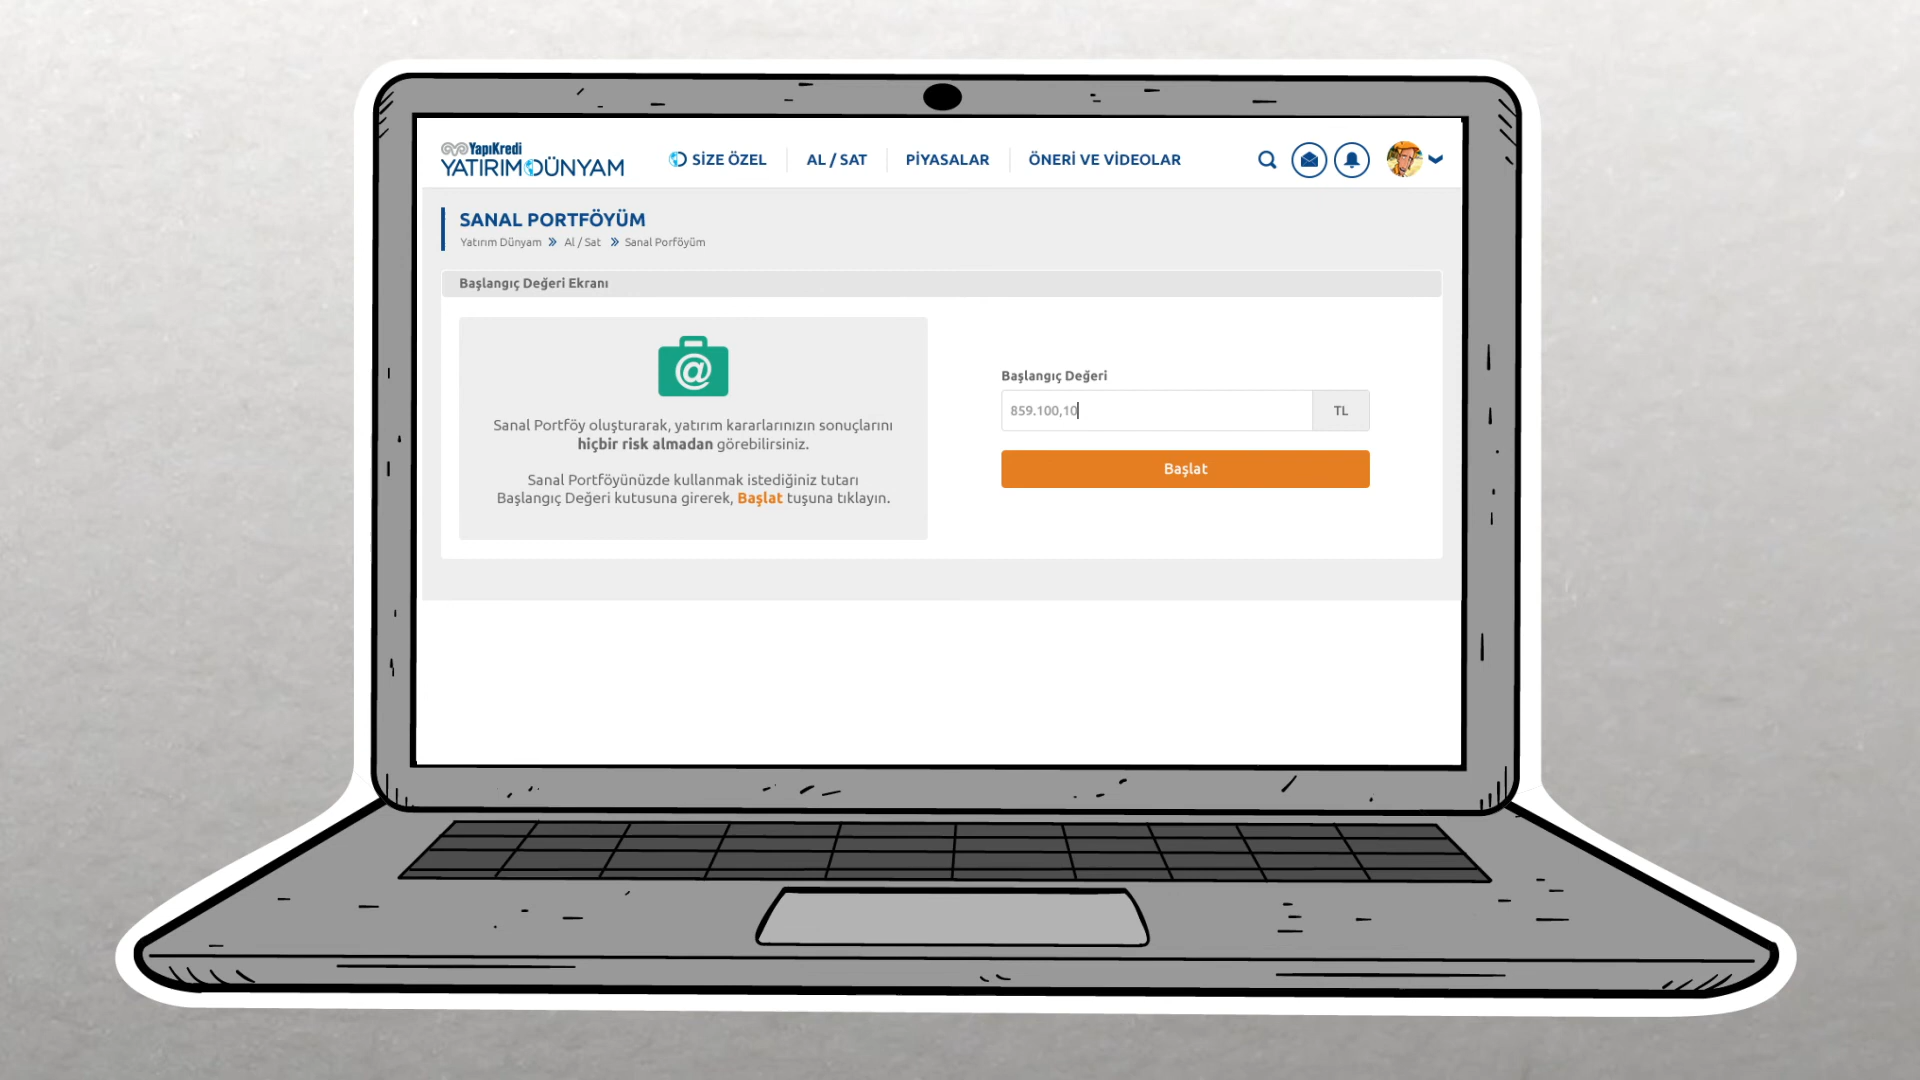 YapıKredi
YATIRIM DÜNYAM
SİZE ÖZEL
AL / SAT
PİYASALAR
ÖNERİ VE VİDEOLAR
SANAL PORTFÖYÜM
Yatırım Dünyam » Al / Sat » Sanal Porföyüm
Başlangıç Değeri Ekranı
@
Sanal Portföy oluşturarak, yatırım kararlarınızın sonuçlarını
hiçbir risk almadan görebilirsiniz.
Sanal Portföyünüzde kullanmak istediğiniz tutarı
Başlangıç Değeri kutusuna girerek, Başlat tuşuna tıklayın.
Başlangıç Değeri
859.100,10
TL
Başlat